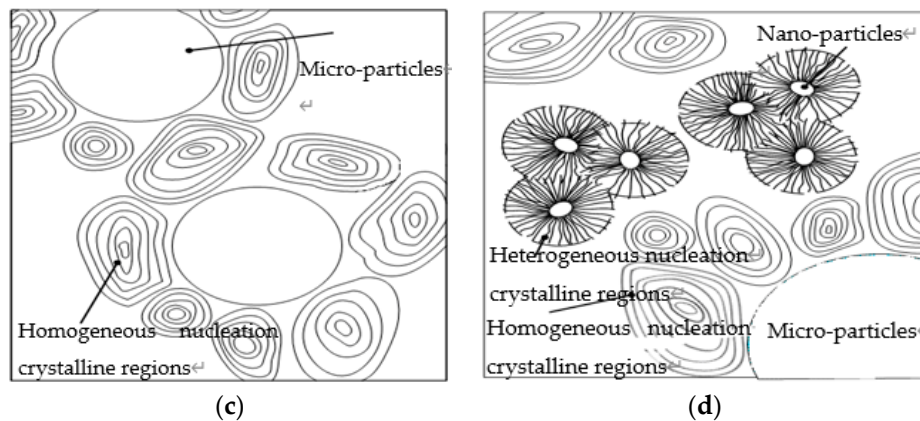 Micro-particles↵
↵
Homogeneous nucleation
crystalline regions↵
(c)
Nano-particles↵
Heterogeneous nucleation↵
crystalline regions↵
Homogeneous nucleation
crystalline regions↵
Micro-particles↵
(d)